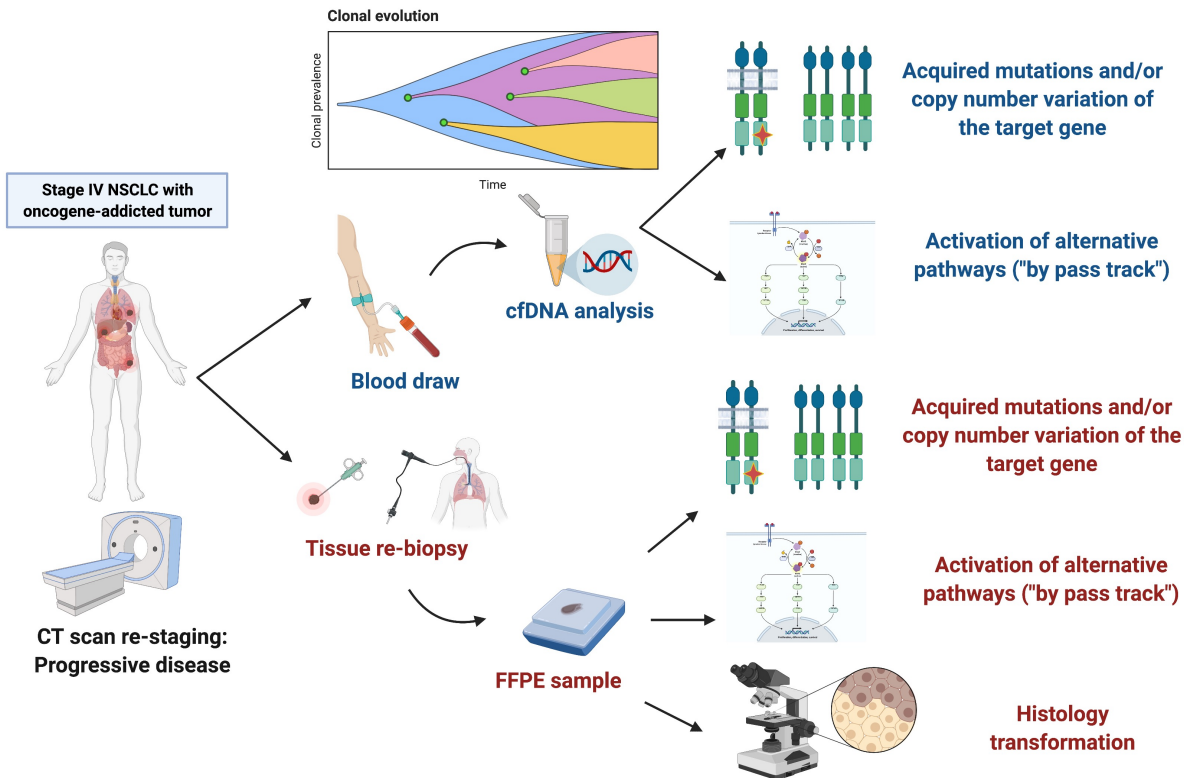 Clonal evolution
Clonal prevalence
Time
Stage IV NSCLC with
oncogene-addicted tumor
CT scan re-staging:
Progressive disease
Blood draw
cfDNA analysis
Acquired mutations and/or
copy number variation of
the target gene
Activation of alternative
pathways ("by pass track")
Tissue re-biopsy
FFPE sample
Acquired mutations and/or
copy number variation of the
target gene
Activation of alternative
pathways ("by pass track")
Histology
transformation